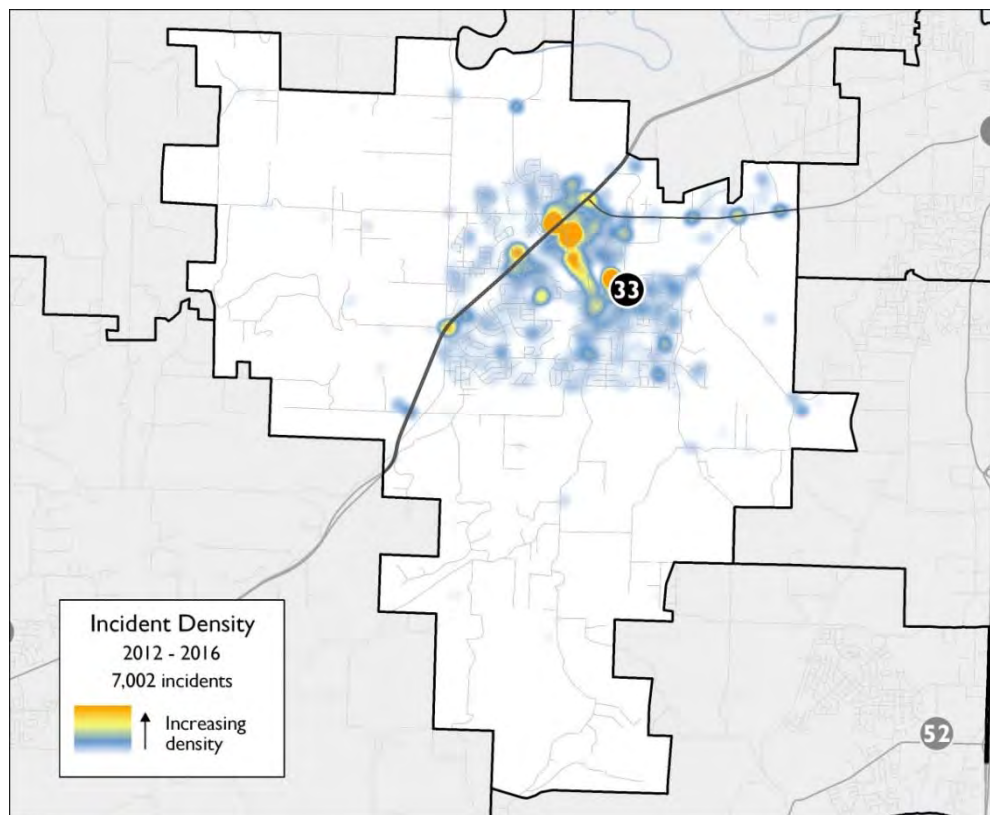 33
Incident Density
2012 - 2016
7,002 incidents
Increasing
density
52